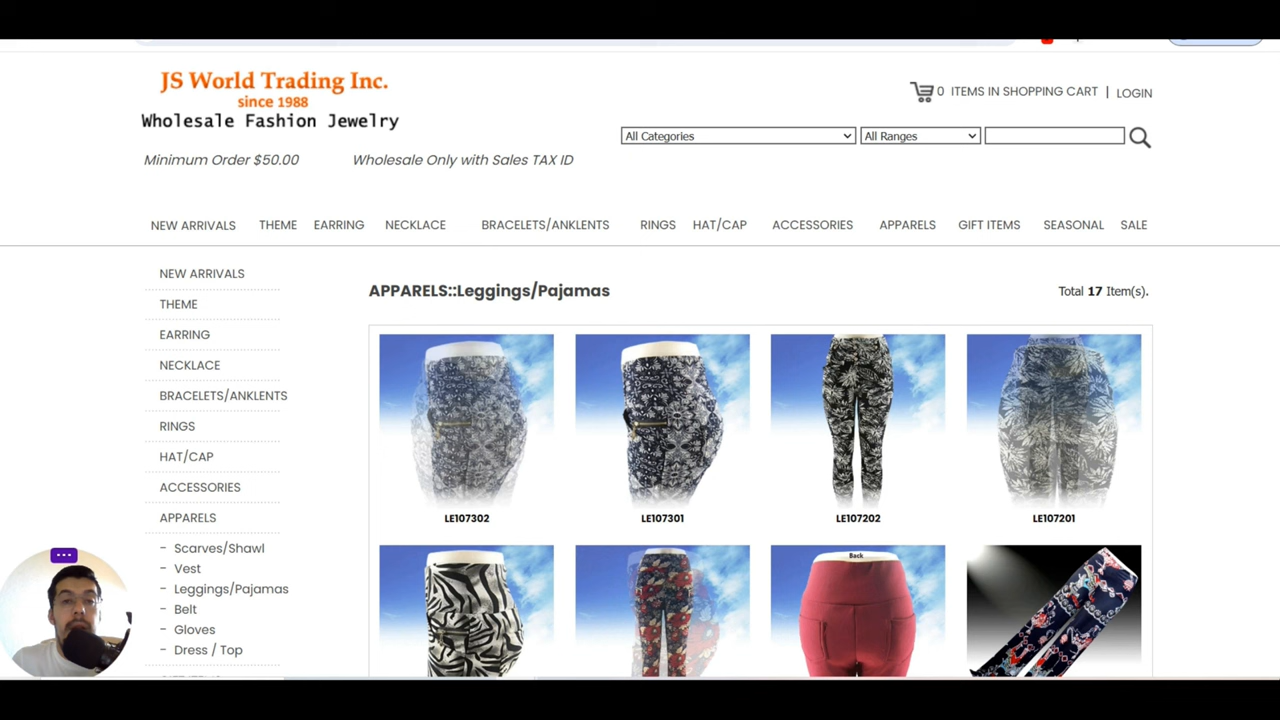 JS World Trading Inc.
since 1988
Wholesale Fashion Jewelry
0 ITEMS IN SHOPPING CART | LOGIN
All Categories
All Ranges
Minimum Order $50.00
Wholesale Only with Sales TAX ID
NEW ARRIVALS THEME EARRING NECKLACE BRACELETS/ANKLENTS RINGS HAT/CAP ACCESSORIES APPARELS GIFT ITEMS SEASONAL SALE
NEW ARRIVALS
THEME
EARRING
NECKLACE
BRACELETS/ANKLENTS
RINGS
HAT/CAP
ACCESSORIES
APPARELS
- Scarves/Shawl
- Vest
- Leggings/Pajamas
- Belt
- Gloves
- Dress / Top
APPARELS::Leggings/Pajamas
Total 17 Item(s).
LE107302
LE107301
LE107202
LE107201
Back